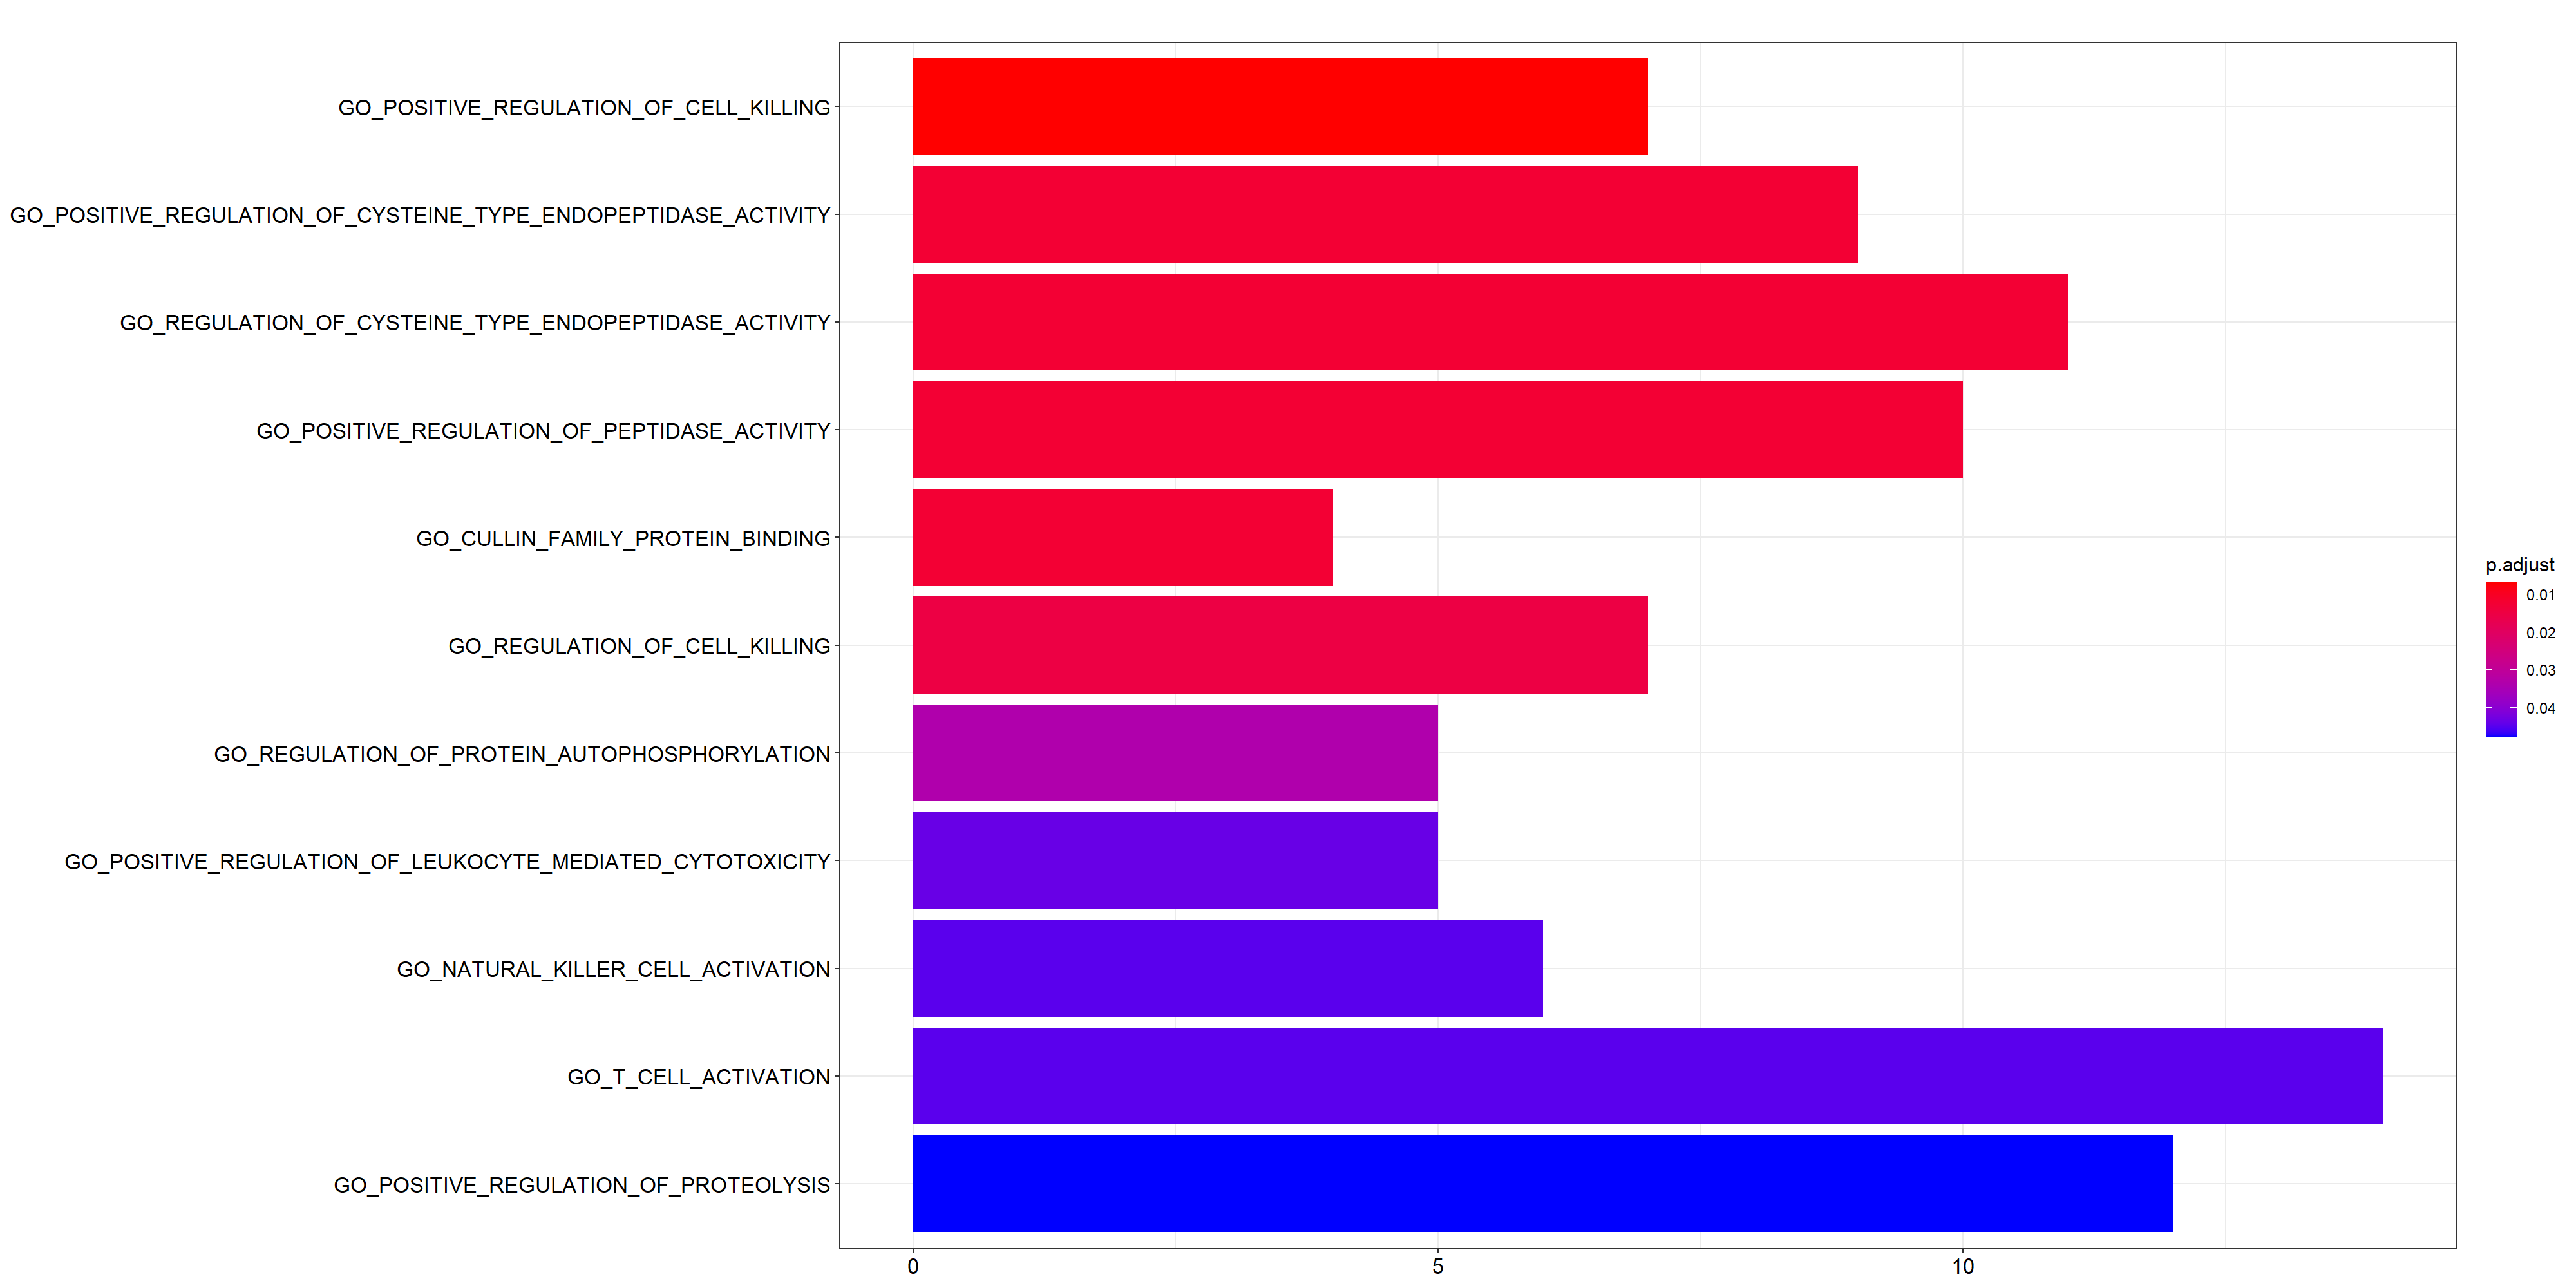 GO_POSITIVE_REGULATION_OF_CELL_KILLING
GO_POSITIVE_REGULATION_OF_CYSTEINE_TYPE_ENDOPEPTIDASE_ACTIVITY
GO_REGULATION_OF_CYSTEINE_TYPE_ENDOPEPTIDASE_ACTIVITY
GO_POSITIVE_REGULATION_OF_PEPTIDASE_ACTIVITY
GO_CULLIN_FAMILY_PROTEIN_BINDING
GO_REGULATION_OF_CELL_KILLING
GO_REGULATION_OF_PROTEIN_AUTOPHOSPHORYLATION
GO_POSITIVE_REGULATION_OF_LEUKOCYTE_MEDIATED_CYTOTOXICITY
GO_NATURAL_KILLER_CELL_ACTIVATION
GO_T_CELL_ACTIVATION
GO_POSITIVE_REGULATION_OF_PROTEOLYSIS
0 5 10
p.adjust
0.01
0.02
0.03
0.04